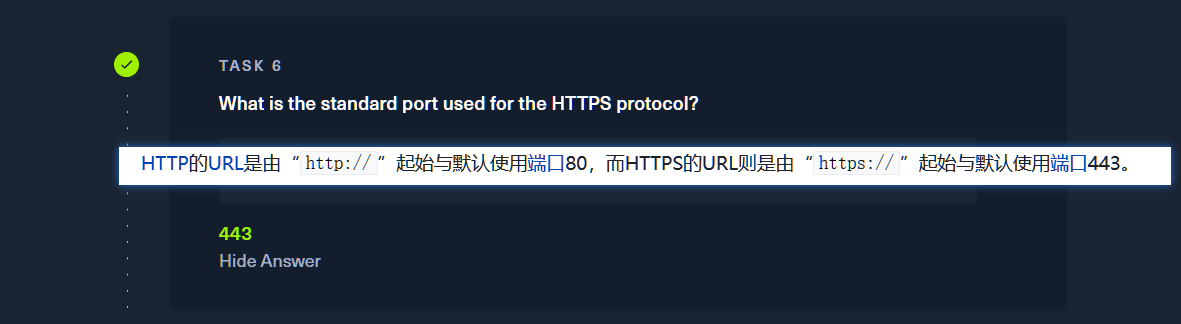 TASK 6
What is the standard port used for the HTTPS protocol?
HTTP的URL是由“http://”起始与默认使用端口80，而HTTPS的URL则是由“https://”起始与默认使用端口443。
443
Hide Answer